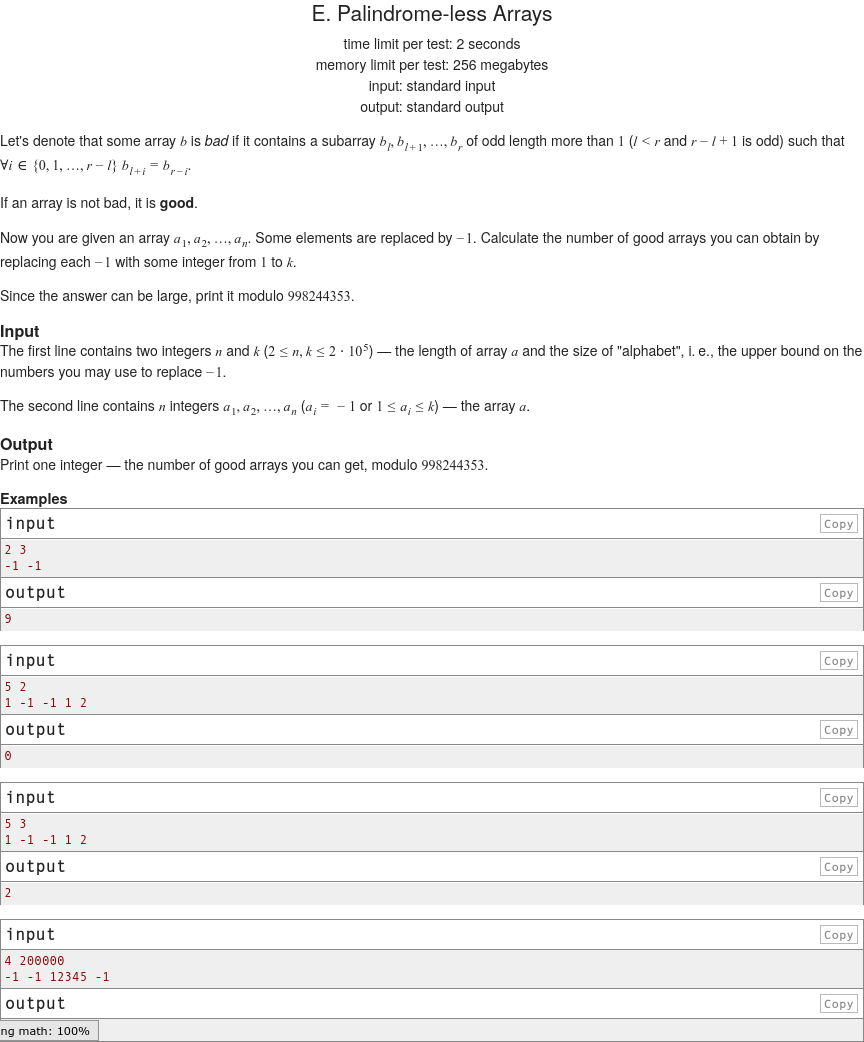 E. Palindrome-less Arrays
time limit per test: 2 seconds
memory limit per test: 256 megabytes
input: standard input
output: standard output
Let's denote that some array b is bad if it contains a subarray b_l, b_{l+1}, …, b_r of odd length more than 1 (l < r and r − l + 1 is odd) such that
∀i ∈ {0, 1, …, r − l} b_{l+i} = b_{r−i}.
If an array is not bad, it is good.
Now you are given an array a_1, a_2, …, a_n. Some elements are replaced by −1. Calculate the number of good arrays you can obtain by
replacing each −1 with some integer from 1 to k.
Since the answer can be large, print it modulo 998244353.
Input
The first line contains two integers n and k (2 ≤ n, k ≤ 2 · 10^5) — the length of array a and the size of "alphabet", i. e., the upper bound on the
numbers you may use to replace −1.
The second line contains n integers a_1, a_2, …, a_n (a_i = − 1 or 1 ≤ a_i ≤ k) — the array a.
Output
Print one integer — the number of good arrays you can get, modulo 998244353.
Examples
input Copy
2 3
-1 -1
output Copy
9
input Copy
5 2
1 -1 -1 1 2
output Copy
0
input Copy
5 3
1 -1 -1 1 2
output Copy
2
input Copy
4 200000
-1 -1 12345 -1
output Copy
ng math: 100%